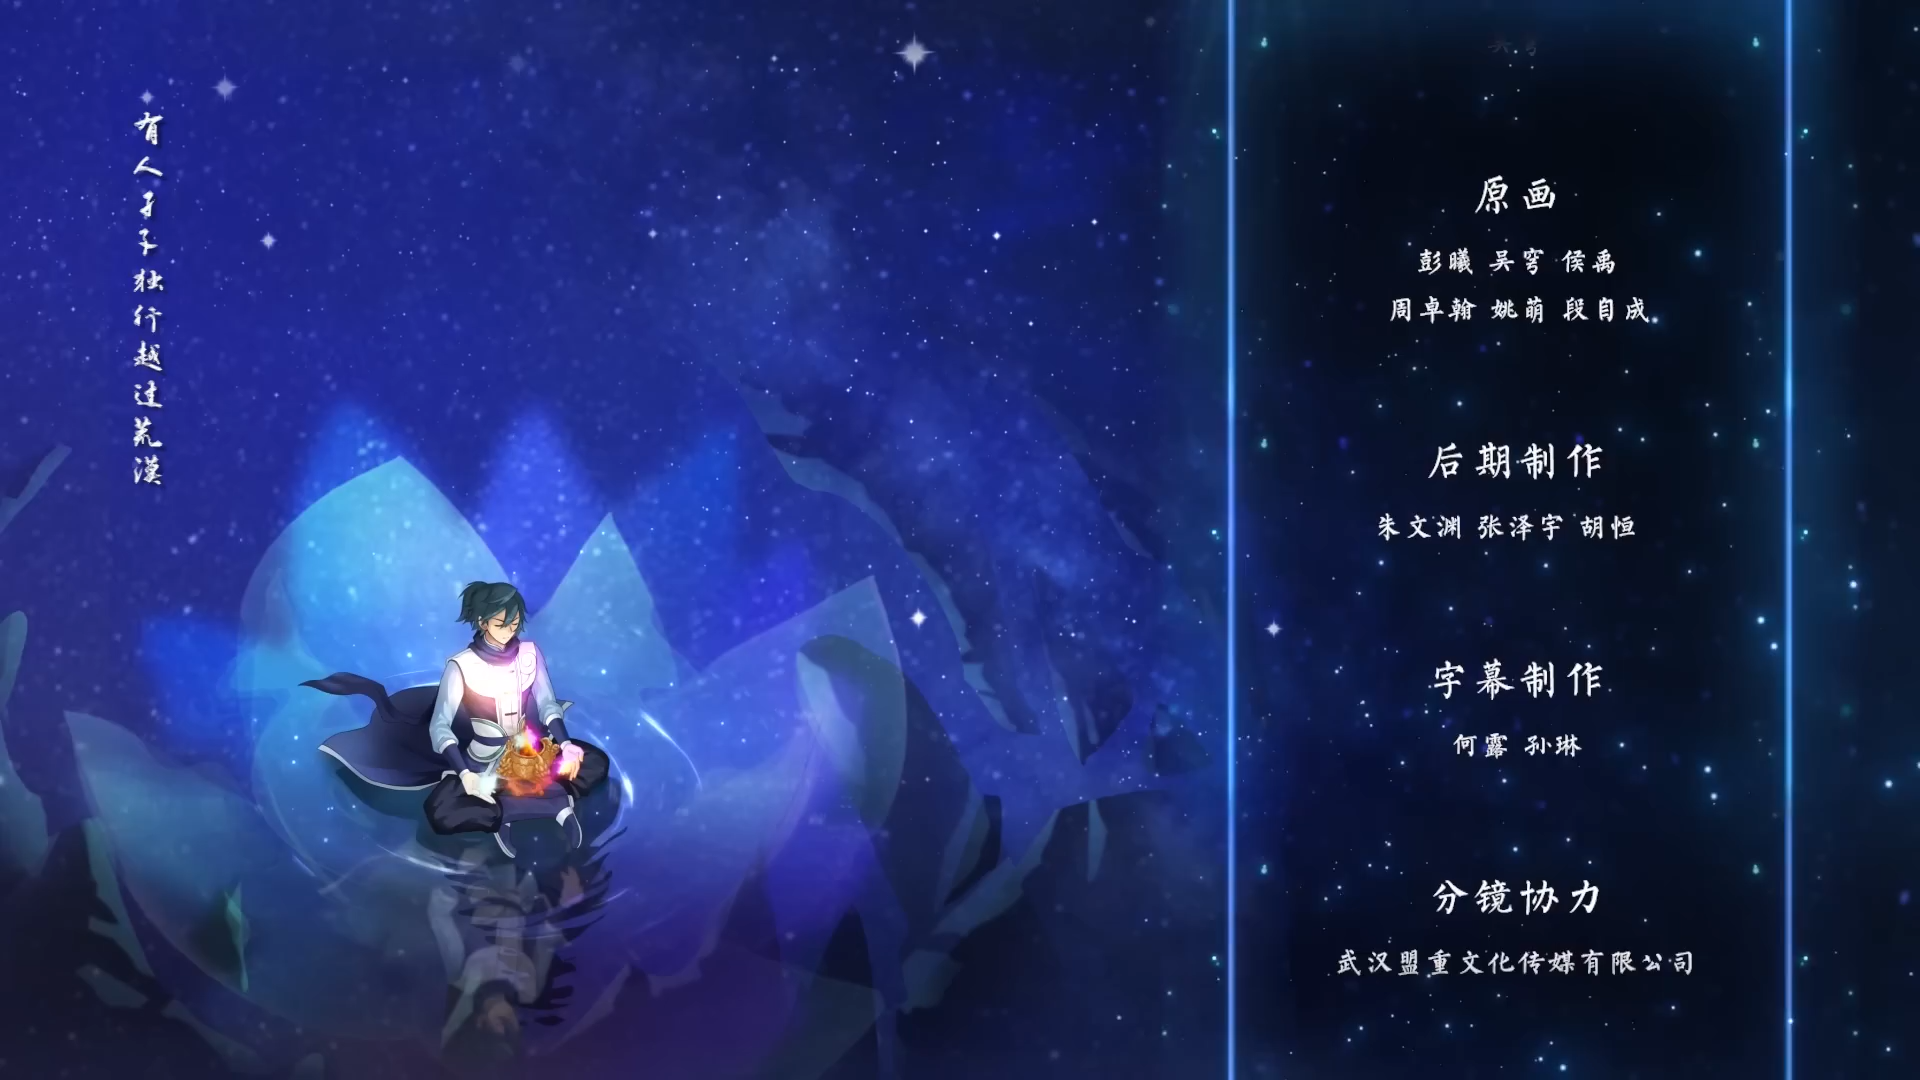 有人孑孑独行越过荒漠
吴穹
原画
彭曦 吴穹 侯禹
周卓翰 姚萌 段自成
后期制作
朱文渊 张泽宇 胡恒
字幕制作
何露 孙琳
分镜协力
武汉盟重文化传媒有限公司